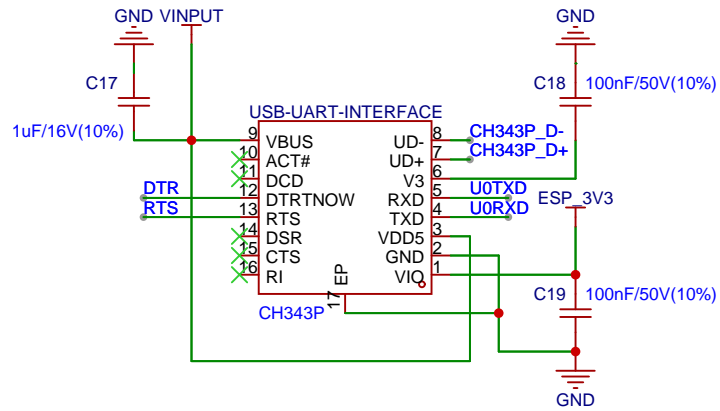 GND VINPUT
GND
C17
C18
100nF/50V(10%)
1uF/16V(10%)
USB-UART-INTERFACE
9 VBUS
UD- 8 CH343P_D-
10 ACT#
UD+ 7 CH343P_D+
11 DCD
V3 6
DTR 12 DTRTNOW
RXD 5 U0TXD
RTS 13 RTS
TXD 4 U0RXD
ESP_3V3
14 DSR
VDD5 3
15 CTS
GND 2
16 RI
VIO 1
17 EP
CH343P
C19
100nF/50V(10%)
GND